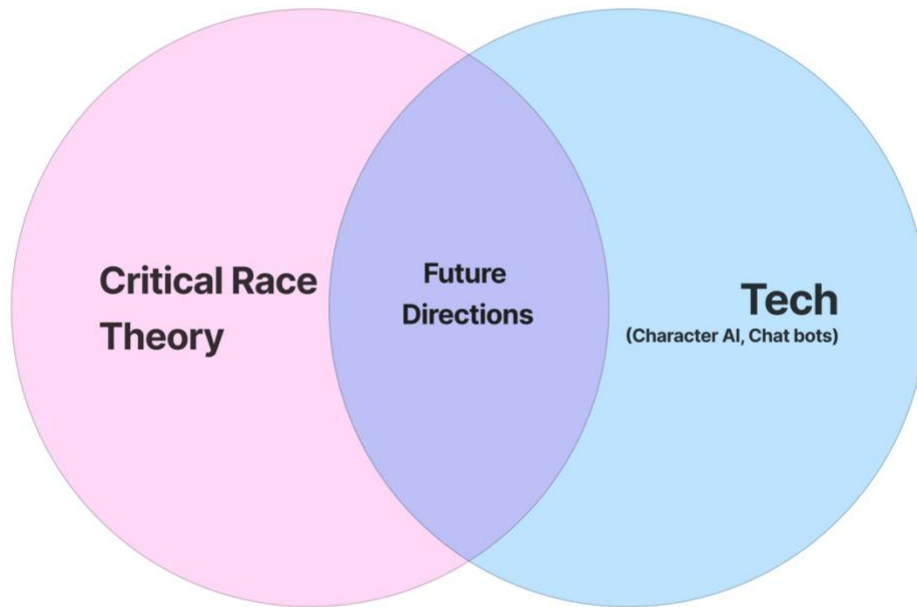 Critical Race
Theory
Future
Directions
Tech
(Character AI, Chat bots)